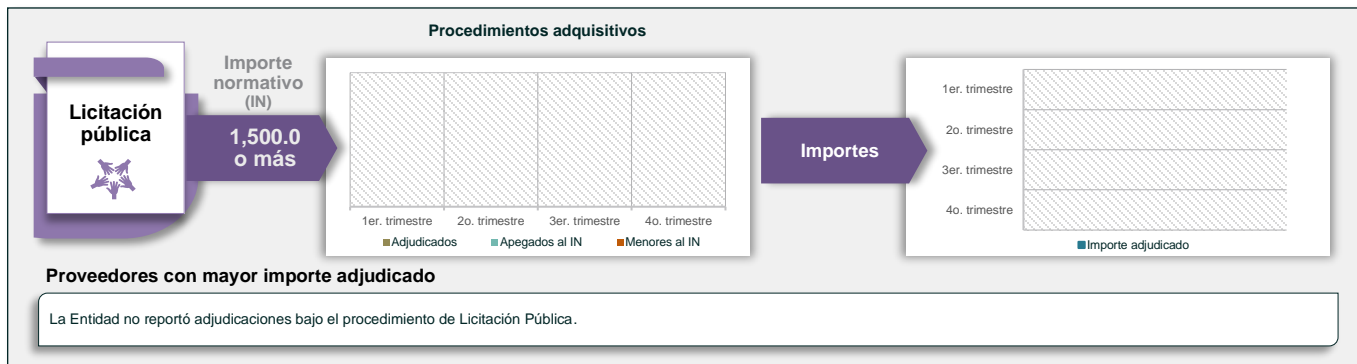 Procedimientos adquisitivos
Licitación
pública
Importe
normativo
(IN)
1,500.0
o más
1er. trimestre
2o. trimestre
3er. trimestre
4o. trimestre
Adjudicados
Apegados al IN
Menores al IN
Importes
1er. trimestre
2o. trimestre
3er. trimestre
4o. trimestre
Importe adjudicado
Proveedores con mayor importe adjudicado
La Entidad no reportó adjudicaciones bajo el procedimiento de Licitación Pública.